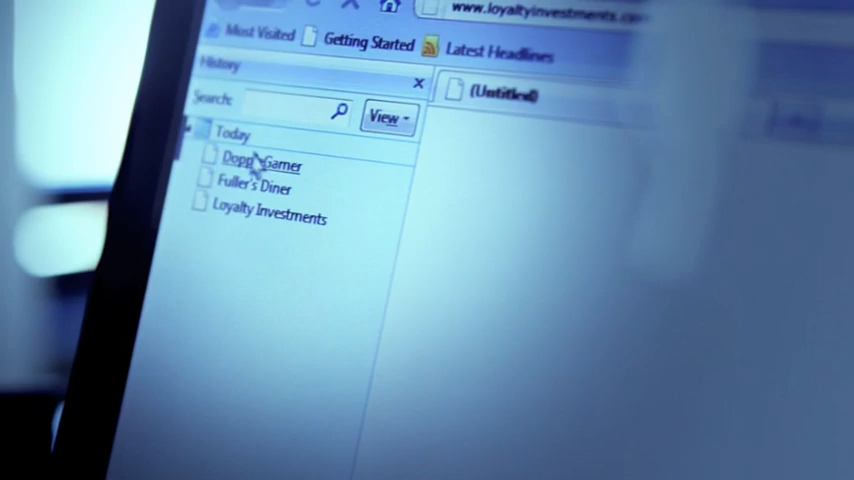 www.loyaltyinvestments.co
Most Visited Getting Started Latest Headlines
History
(Untitled)
Search: View
Today
Gamer
Fuller's Diner
Loyalty Investments